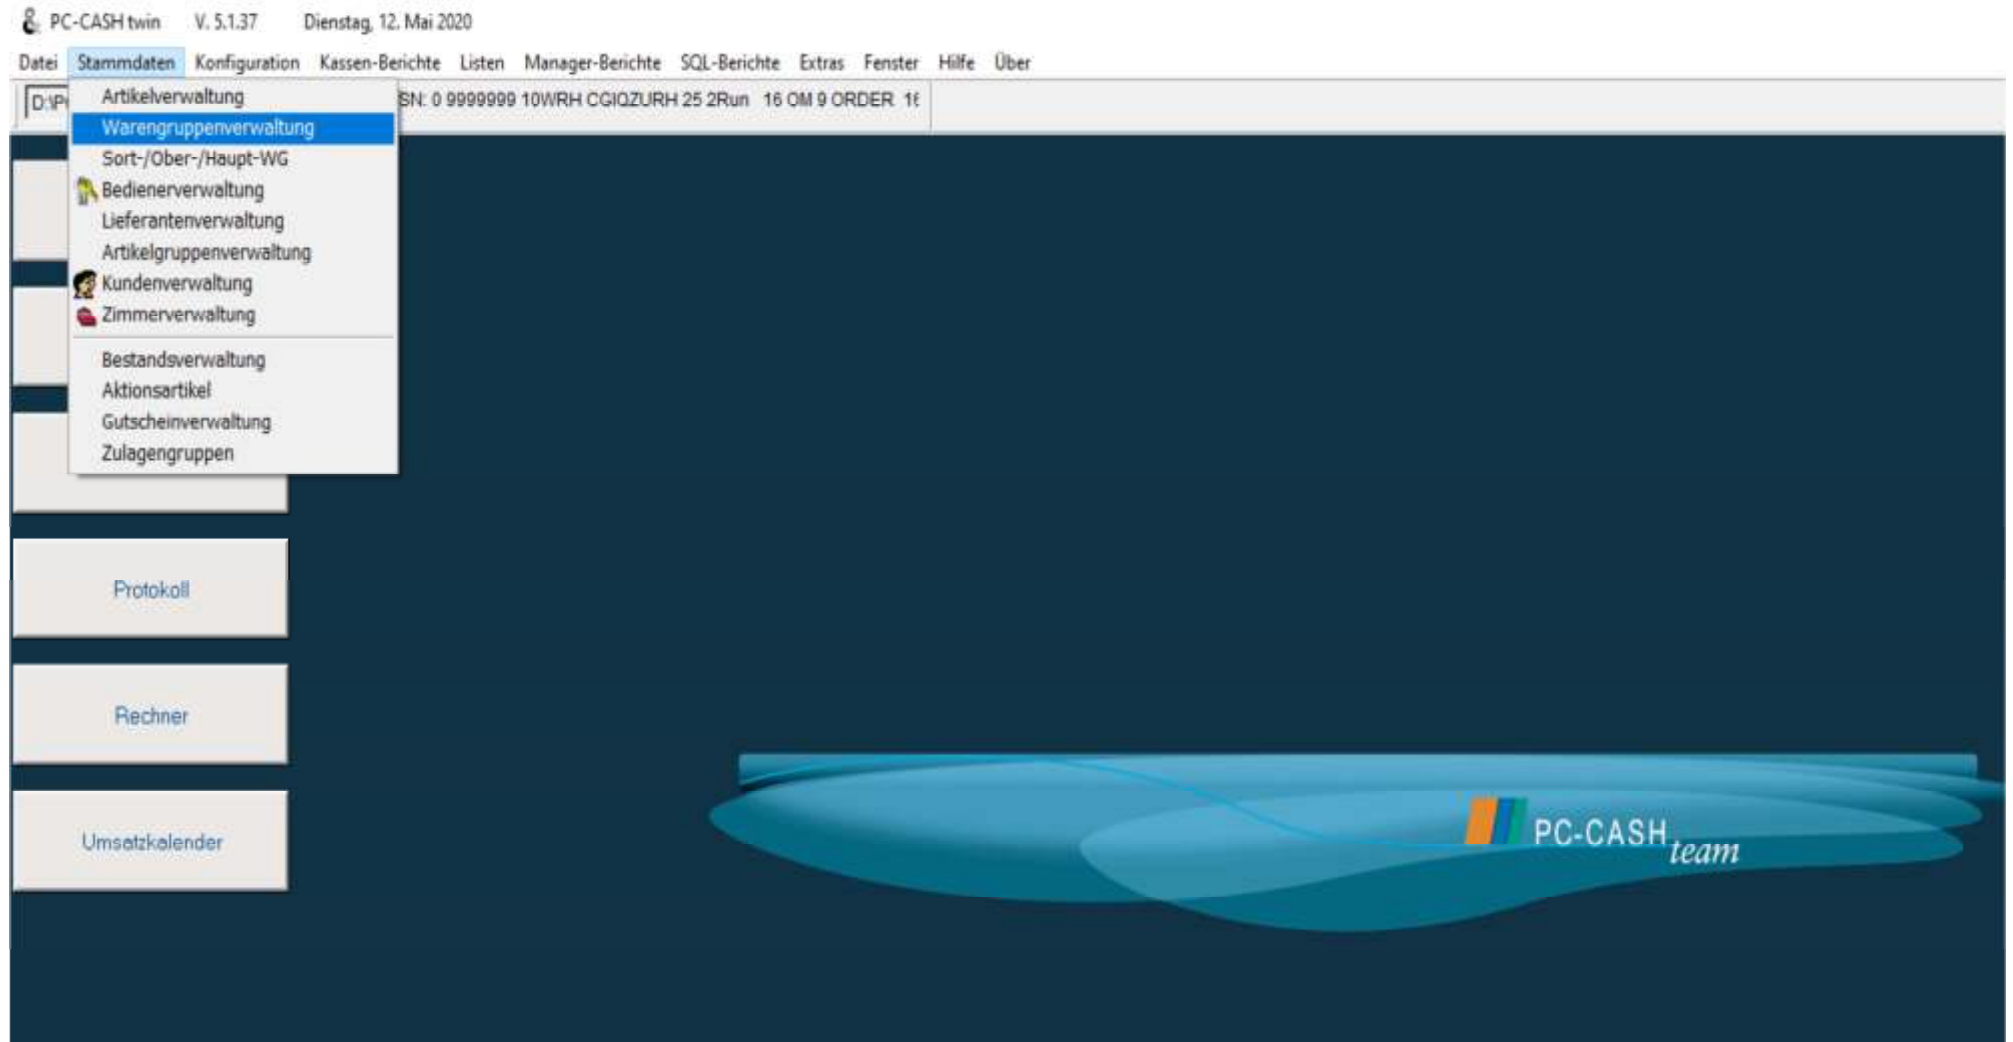 PC-CASH twin V. 5.1.37 Dienstag, 12. Mai 2020
Datei Stammdaten Konfiguration Kassen-Berichte Listen Manager-Berichte SQL-Berichte Extras Fenster Hilfe Über
SN: 0 9999999 10WRH CGIQZURH 25 2Run 16 OM 9 ORDER
Artikelverwaltung
Warengruppenverwaltung
Sort-/Ober-/Haupt-WG
Bedienerverwaltung
Lieferantenverwaltung
Artikelgruppenverwaltung
Kundenverwaltung
Zimmerverwaltung
Bestandsverwaltung
Aktionsartikel
Gutscheinverwaltung
Zulagengruppen
Protokoll
Rechner
Umsatzkalender
PC-CASH
team